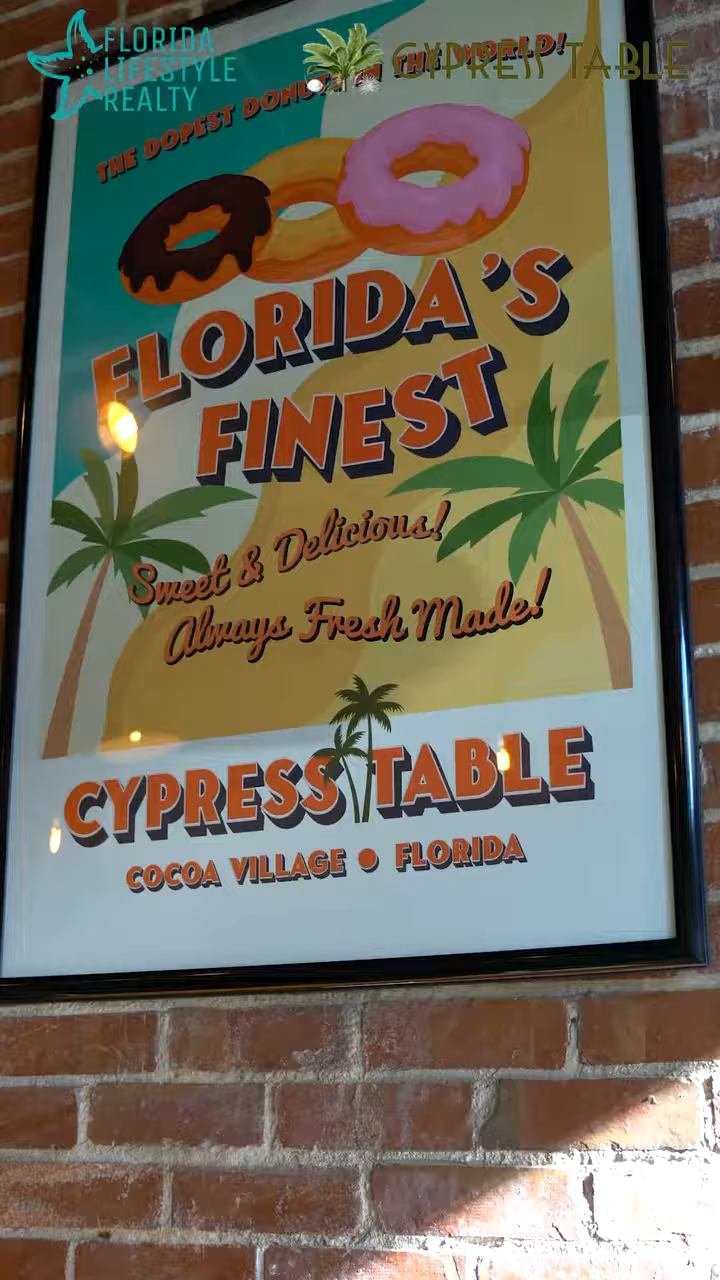 FLORIDA
LIFESTYLE
REALTY
CYPRESS TABLE
THE DOPEST DONUTS IN THE WORLD!
FLORIDA'S
FINEST
Sweet & Delicious!
Always Fresh Made!
CYPRESS TABLE
COCOA VILLAGE • FLORIDA